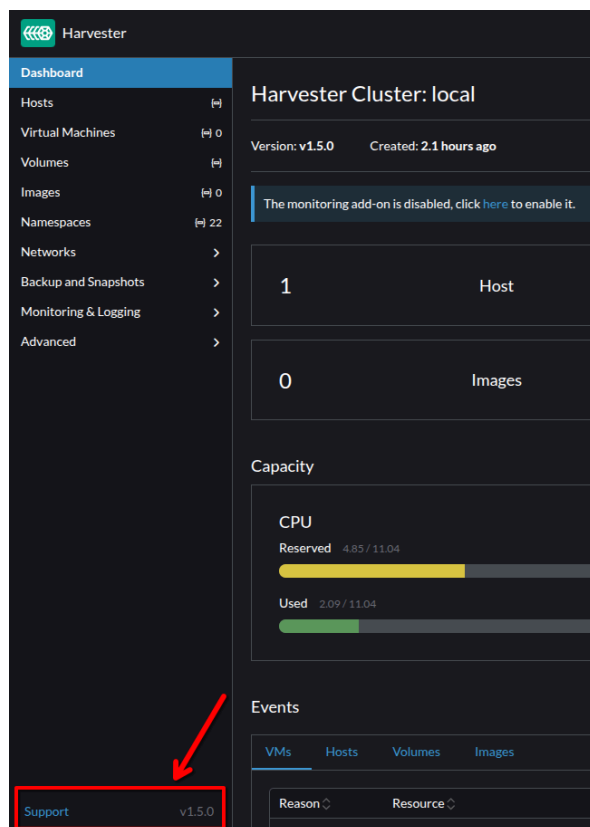 Harvester
Dashboard
Hosts
Virtual Machines 0
Volumes
Images 0
Namespaces 22
Networks
Backup and Snapshots
Monitoring & Logging
Advanced
Support v1.5.0
Harvester Cluster: local
Version: v1.5.0 Created: 2.1 hours ago
The monitoring add-on is disabled, click here to enable it.
1 Host
0 Images
Capacity
CPU
Reserved 4.85 / 11.04
Used 2.09 / 11.04
Events
VMs Hosts Volumes Images
Reason Resource